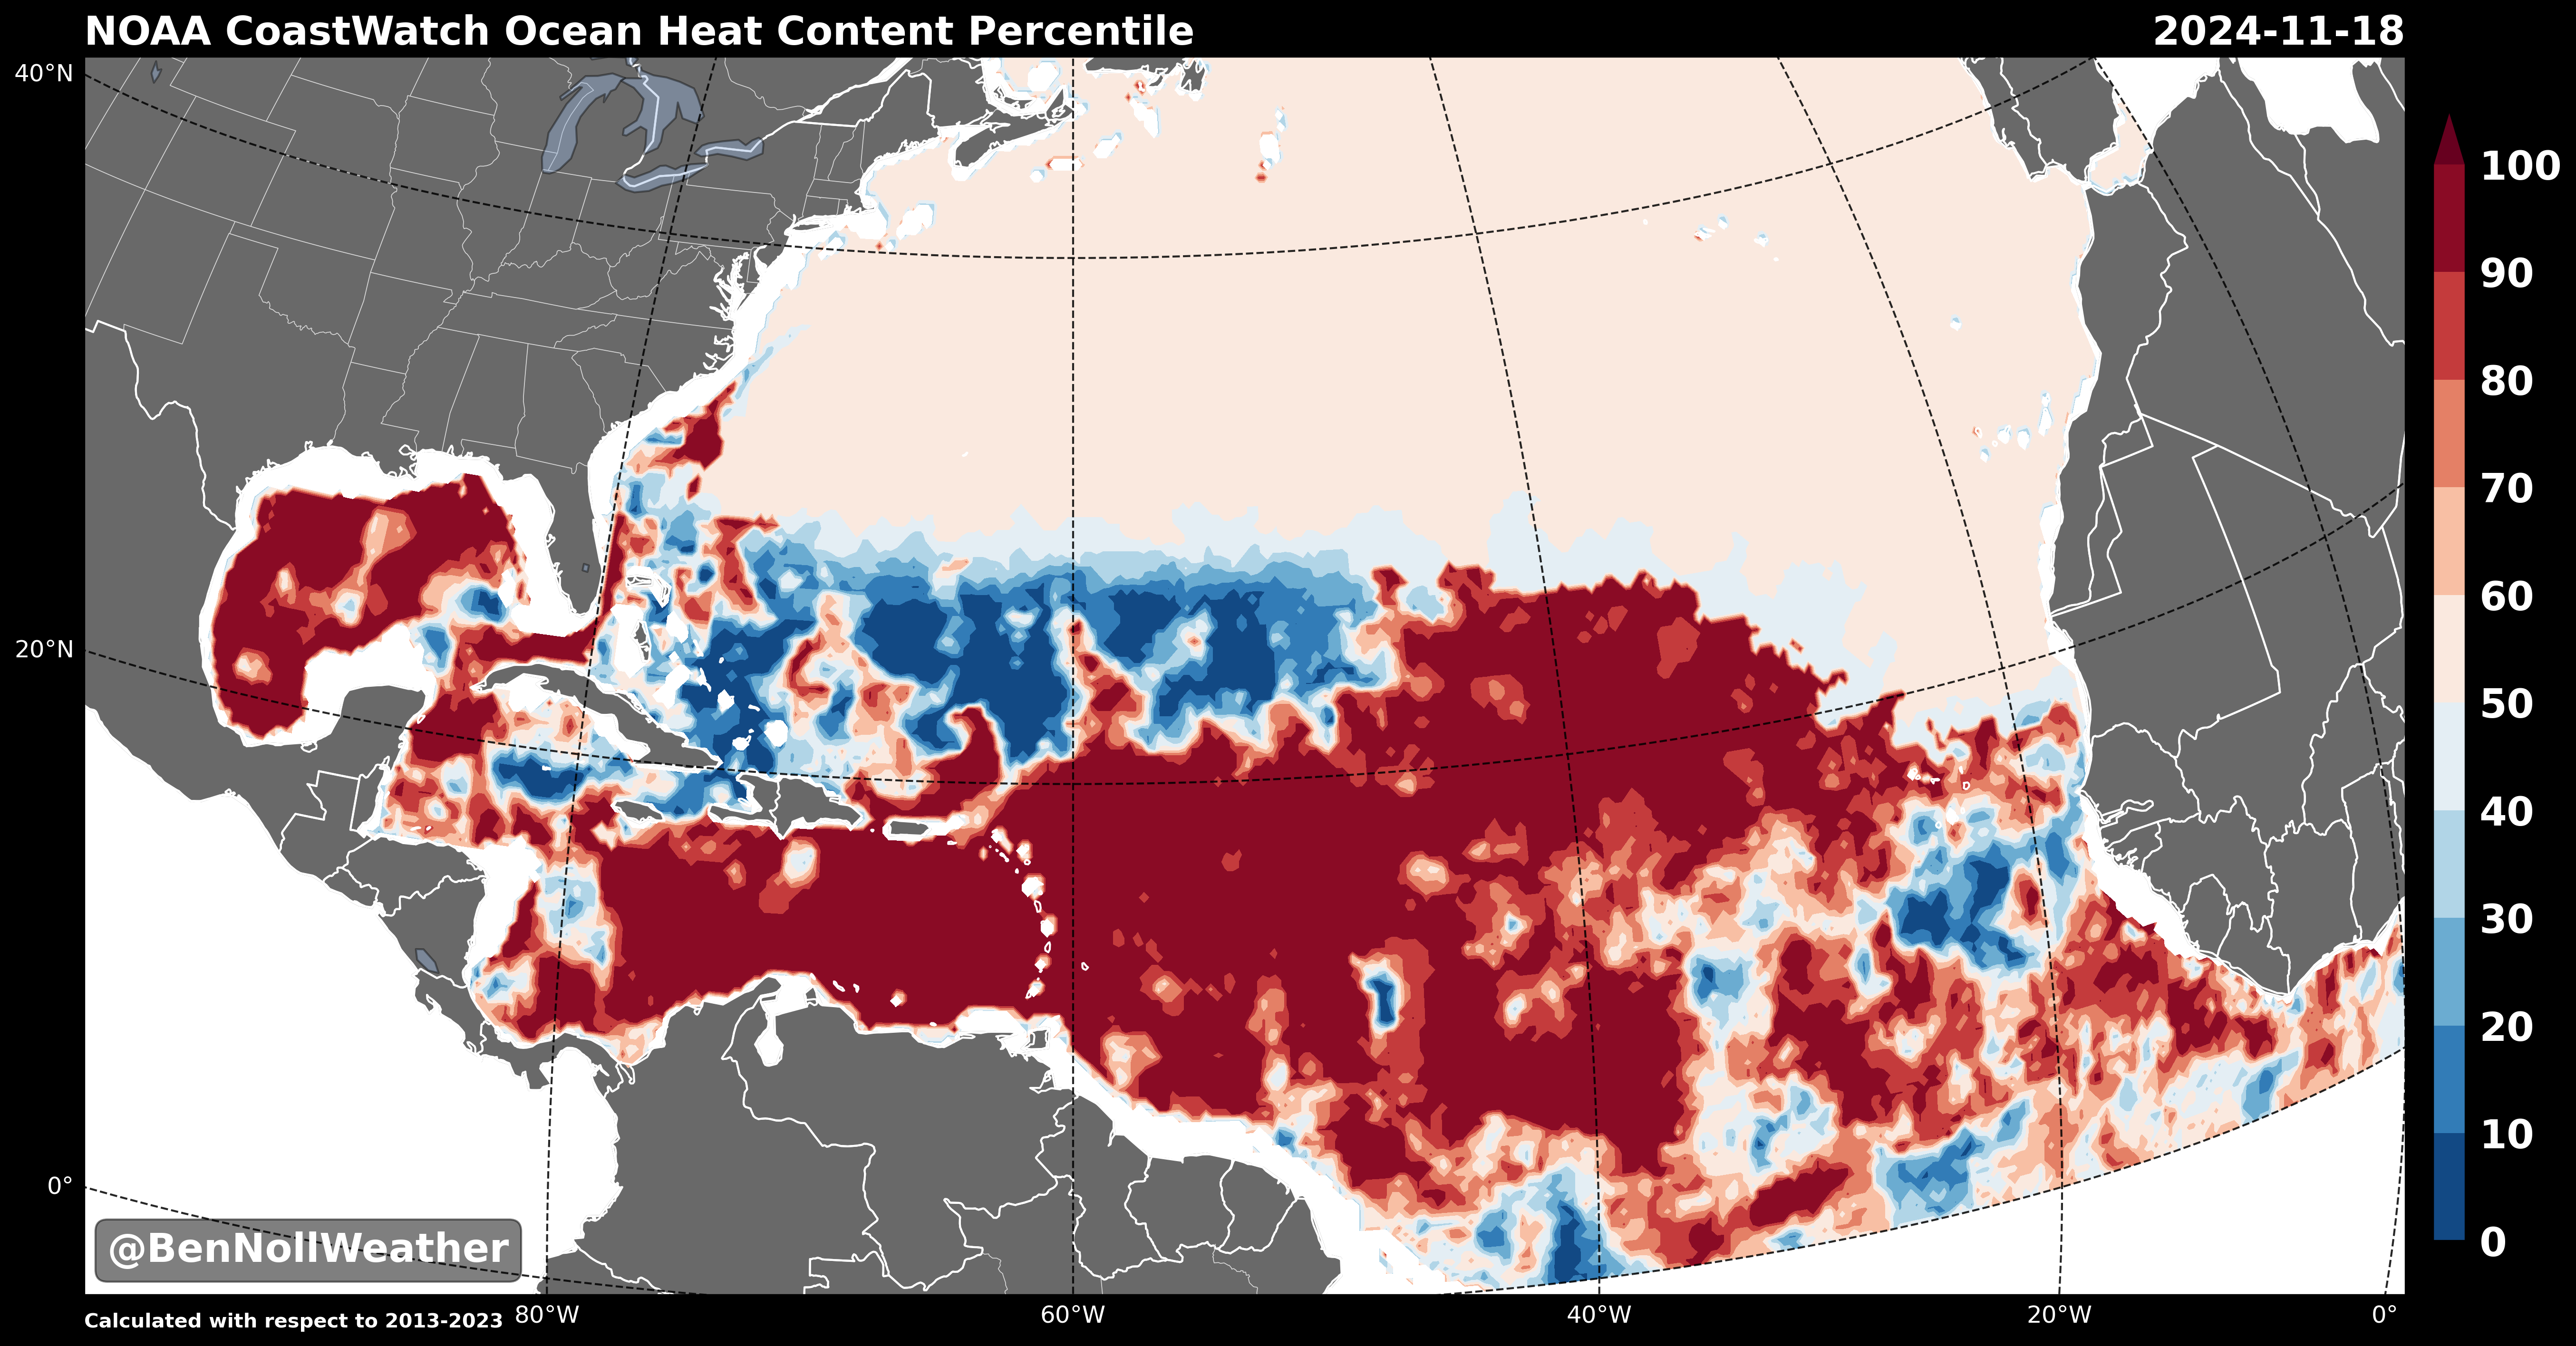 NOAA CoastWatch Ocean Heat Content Percentile
2024-11-18
40°N
20°N
0°
100
90
80
70
60
50
40
30
20
10
0
@BenNollWeather
Calculated with respect to 2013-2023
80°W
60°W
40°W
20°W
0°